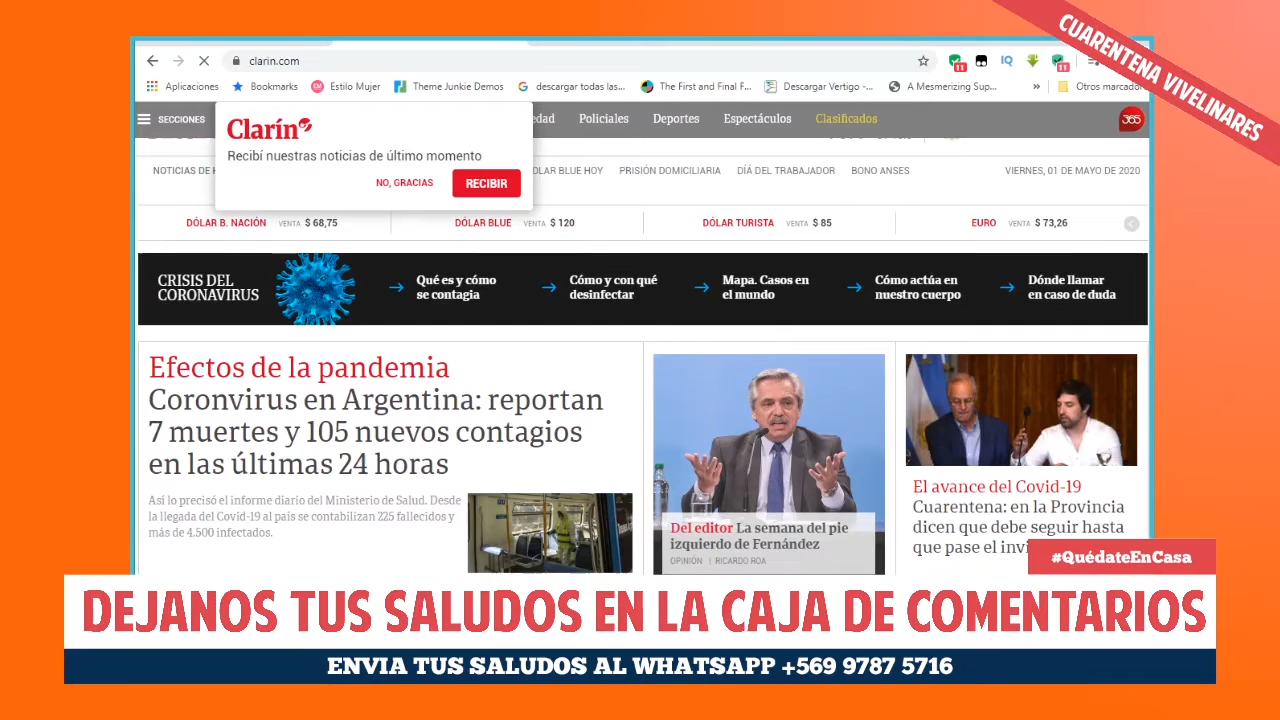 CUARENTENA VIVELINARES
clarin.com
11
IQ
11
Aplicaciones
Bookmarks
Estilo Mujer
Theme Junkie Demos
descargar todas las...
The First and Final F...
Descargar Vertigo -...
A Mesmerizing Sup...
»
Otros marcador
SECCIONES
edad
Policiales
Deportes
Espectáculos
Clasificados
365
Clarín
Recibí nuestras noticias de último momento
NO, GRACIAS
RECIBIR
NOTICIAS DE H
OLAR BLUE HOY
PRISIÓN DOMICILIARIA
DÍÁ DEL TRABAJADOR
BONO ANSES
VIERNES, 01 DE MAYO DE 2020
DÓLAR B. NACIÓN VENTA $ 68,75
DÓLAR BLUE VENTA $ 120
DÓLAR TURISTA VENTA $ 85
EURO VENTA $ 73,26
CRISIS DEL
CORONAVIRUS
Qué es y cómo
se contagia
Cómo y con qué
desinfectar
Mapa. Casos en
el mundo
Cómo actúa en
nuestro cuerpo
Dónde llamar
en caso de duda
Efectos de la pandemia
Coronvirus en Argentina: reportan
7 muertes y 105 nuevos contagios
en las últimas 24 horas
Así lo precisó el informe diario del Ministerio de Salud. Desde
la llegada del Covid-19 al país se contabilizan 225 fallecidos y
más de 4.500 infectados.
Del editor La semana del pie
izquierdo de Fernández
OPINIÓN | RICARDO ROA
El avance del Covid-19
Cuarentena: en la Provincia
dicen que debe seguir hasta
que pase el invi
#QuédateEnCasa
DEJANOS TUS SALUDOS EN LA CAJA DE COMENTARIOS
ENVIA TUS SALUDOS AL WHATSAPP +569 9787 5716